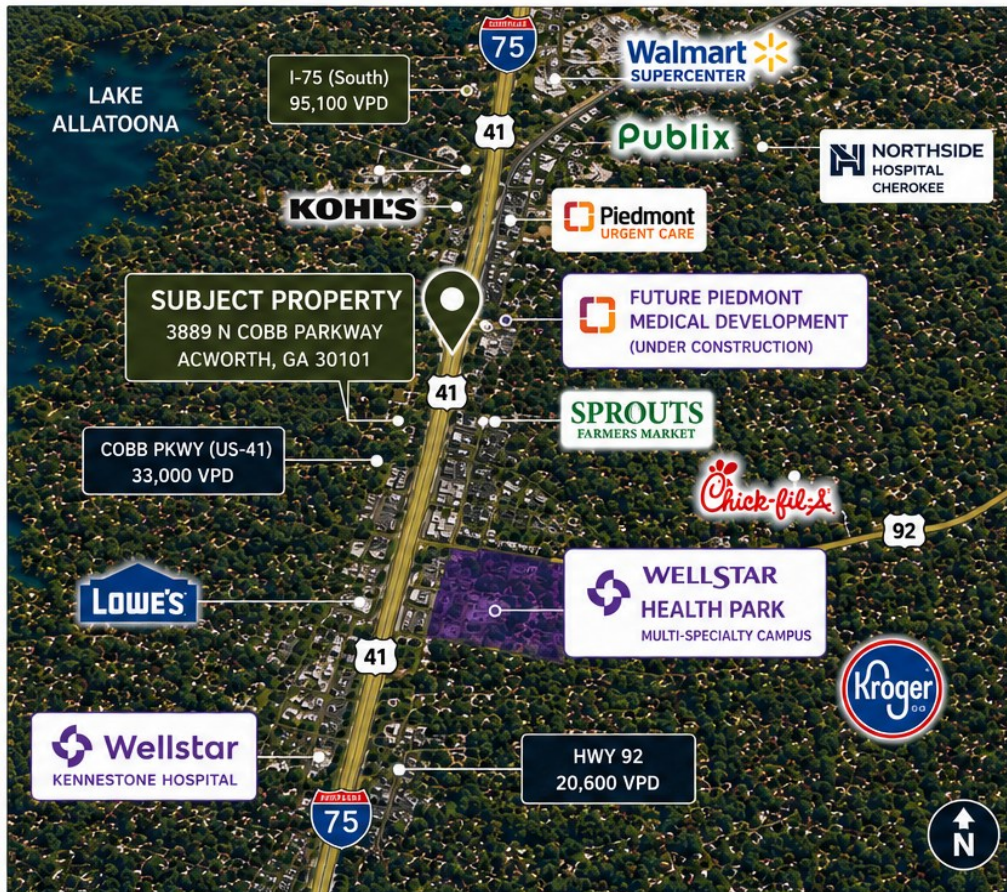 INTERSTATE
75
Walmart
SUPERCENTER
I-75 (South)
95,100 VPD
LAKE
ALLATOONA
41
Publix
NORTHSIDE
HOSPITAL
CHEROKEE
KOHL'S
Piedmont
URGENT CARE
SUBJECT PROPERTY
3889 N COBB PARKWAY
ACWORTH, GA 30101
FUTURE PIEDMONT
MEDICAL DEVELOPMENT
(UNDER CONSTRUCTION)
41
SPROUTS
FARMERS MARKET
COBB PKWY (US-41)
33,000 VPD
Chick-fil-A
92
WELLSTAR
HEALTH PARK
MULTI-SPECIALTY CAMPUS
LOWE'S
41
Kroger
Wellstar
KENNESTONE HOSPITAL
HWY 92
20,600 VPD
75
N